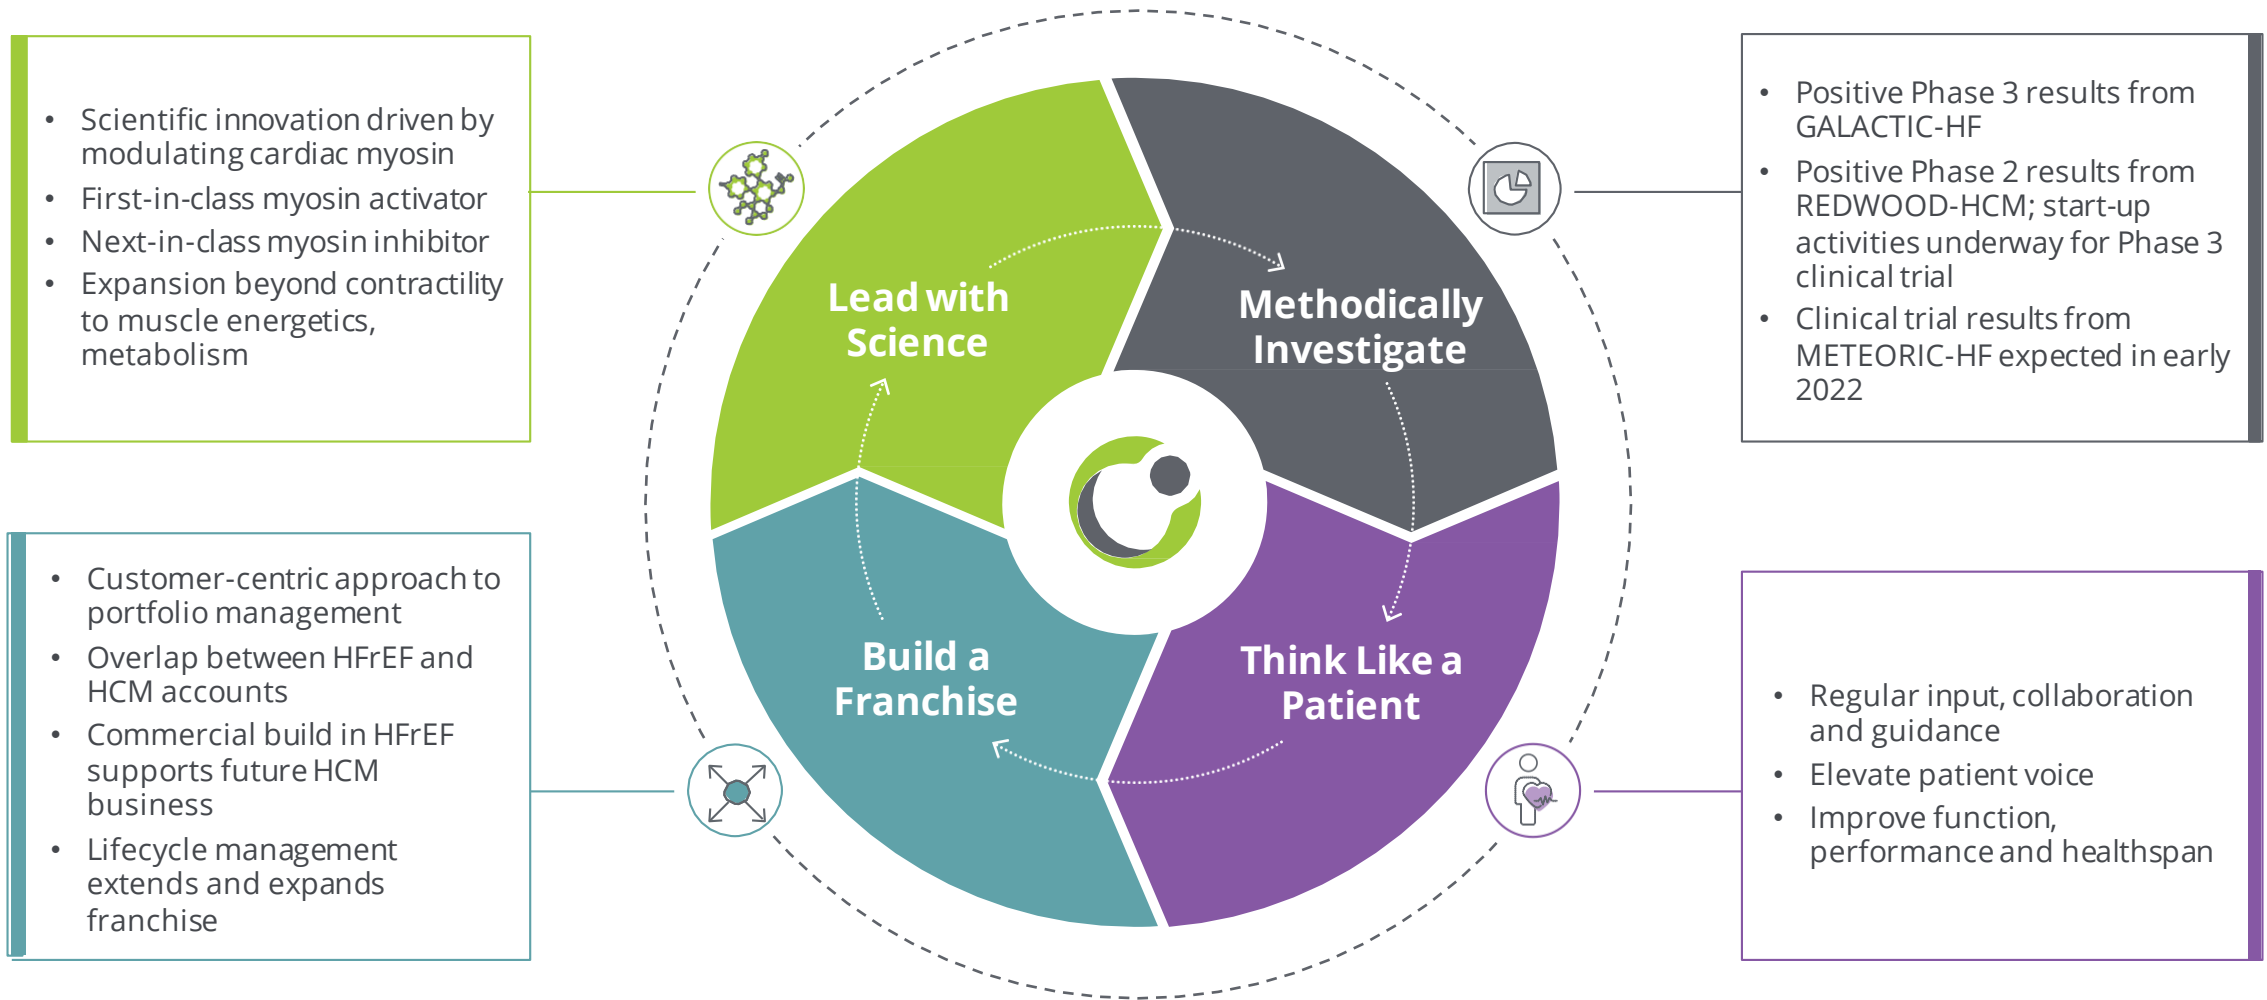 • Scientific innovation driven by
modulating cardiac myosin
• First-in-class myosin activator
• Next-in-class myosin inhibitor
• Expansion beyond contractility
to muscle energetics,
metabolism
Lead with
Science
Methodically
Investigate
• Positive Phase 3 results from
GALACTIC-HF
• Positive Phase 2 results from
REDWOOD-HCM; start-up
activities underway for Phase 3
clinical trial
• Clinical trial results from
METEORIC-HF expected in early
2022
• Customer-centric approach to
portfolio management
• Overlap between HFrEF and
HCM accounts
• Commercial build in HFrEF
supports future HCM
business
• Lifecycle management
extends and expands
franchise
Build a
Franchise
Think Like a
Patient
• Regular input, collaboration
and guidance
• Elevate patient voice
• Improve function,
performance and healthspan